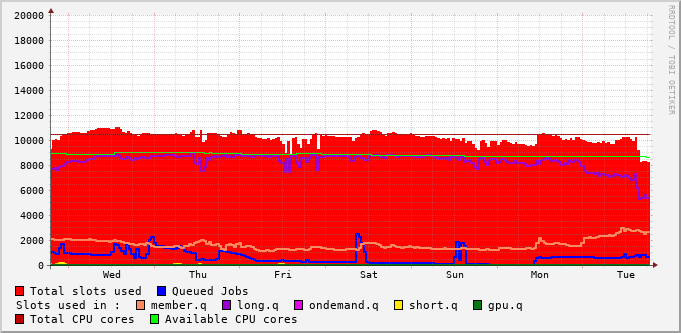 20000
18000
16000
14000
12000
10000
8000
6000
4000
2000
0
Wed Thu Fri Sat Sun Mon Tue
RRDTOOL / TOBI OETIKER
Total slots used Queued Jobs
Slots used in : member.q long.q ondemand.q short.q gpu.q
Total CPU cores Available CPU cores